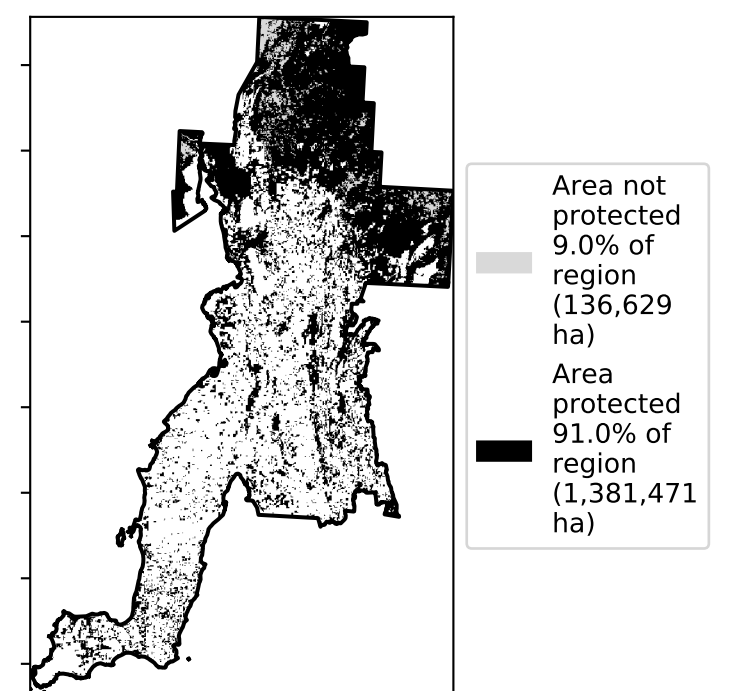 Area not
protected
9.0% of
region
(136,629
ha)
Area
protected
91.0% of
region
(1,381,471
ha)